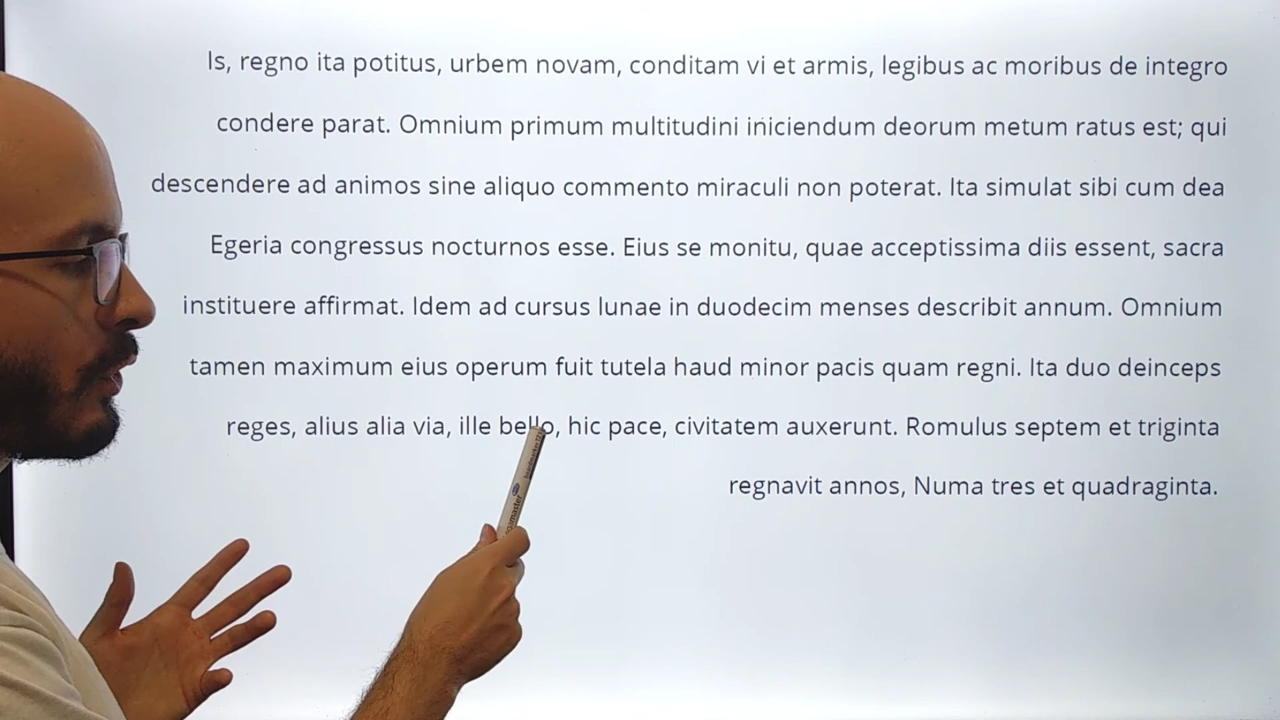 Is, regno ita potitus, urbem novam, conditam vi et armis, legibus ac moribus de integro
condere parat. Omnium primum multitudini iniciendum deorum metum ratus est; qui
descendere ad animos sine aliquo commento miraculi non poterat. Ita simulat sibi cum dea
Egeria congressus nocturnos esse. Eius se monitu, quae acceptissima diis essent, sacra
instituere affirmat. Idem ad cursus lunae in duodecim menses describit annum. Omnium
tamen maximum eius operum fuit tutela haud minor pacis quam regni. Ita duo deinceps
reges, alius alia via, ille bello, hic pace, civitatem auxerunt. Romulus septem et triginta
regnavit annos, Numa tres et quadraginta.